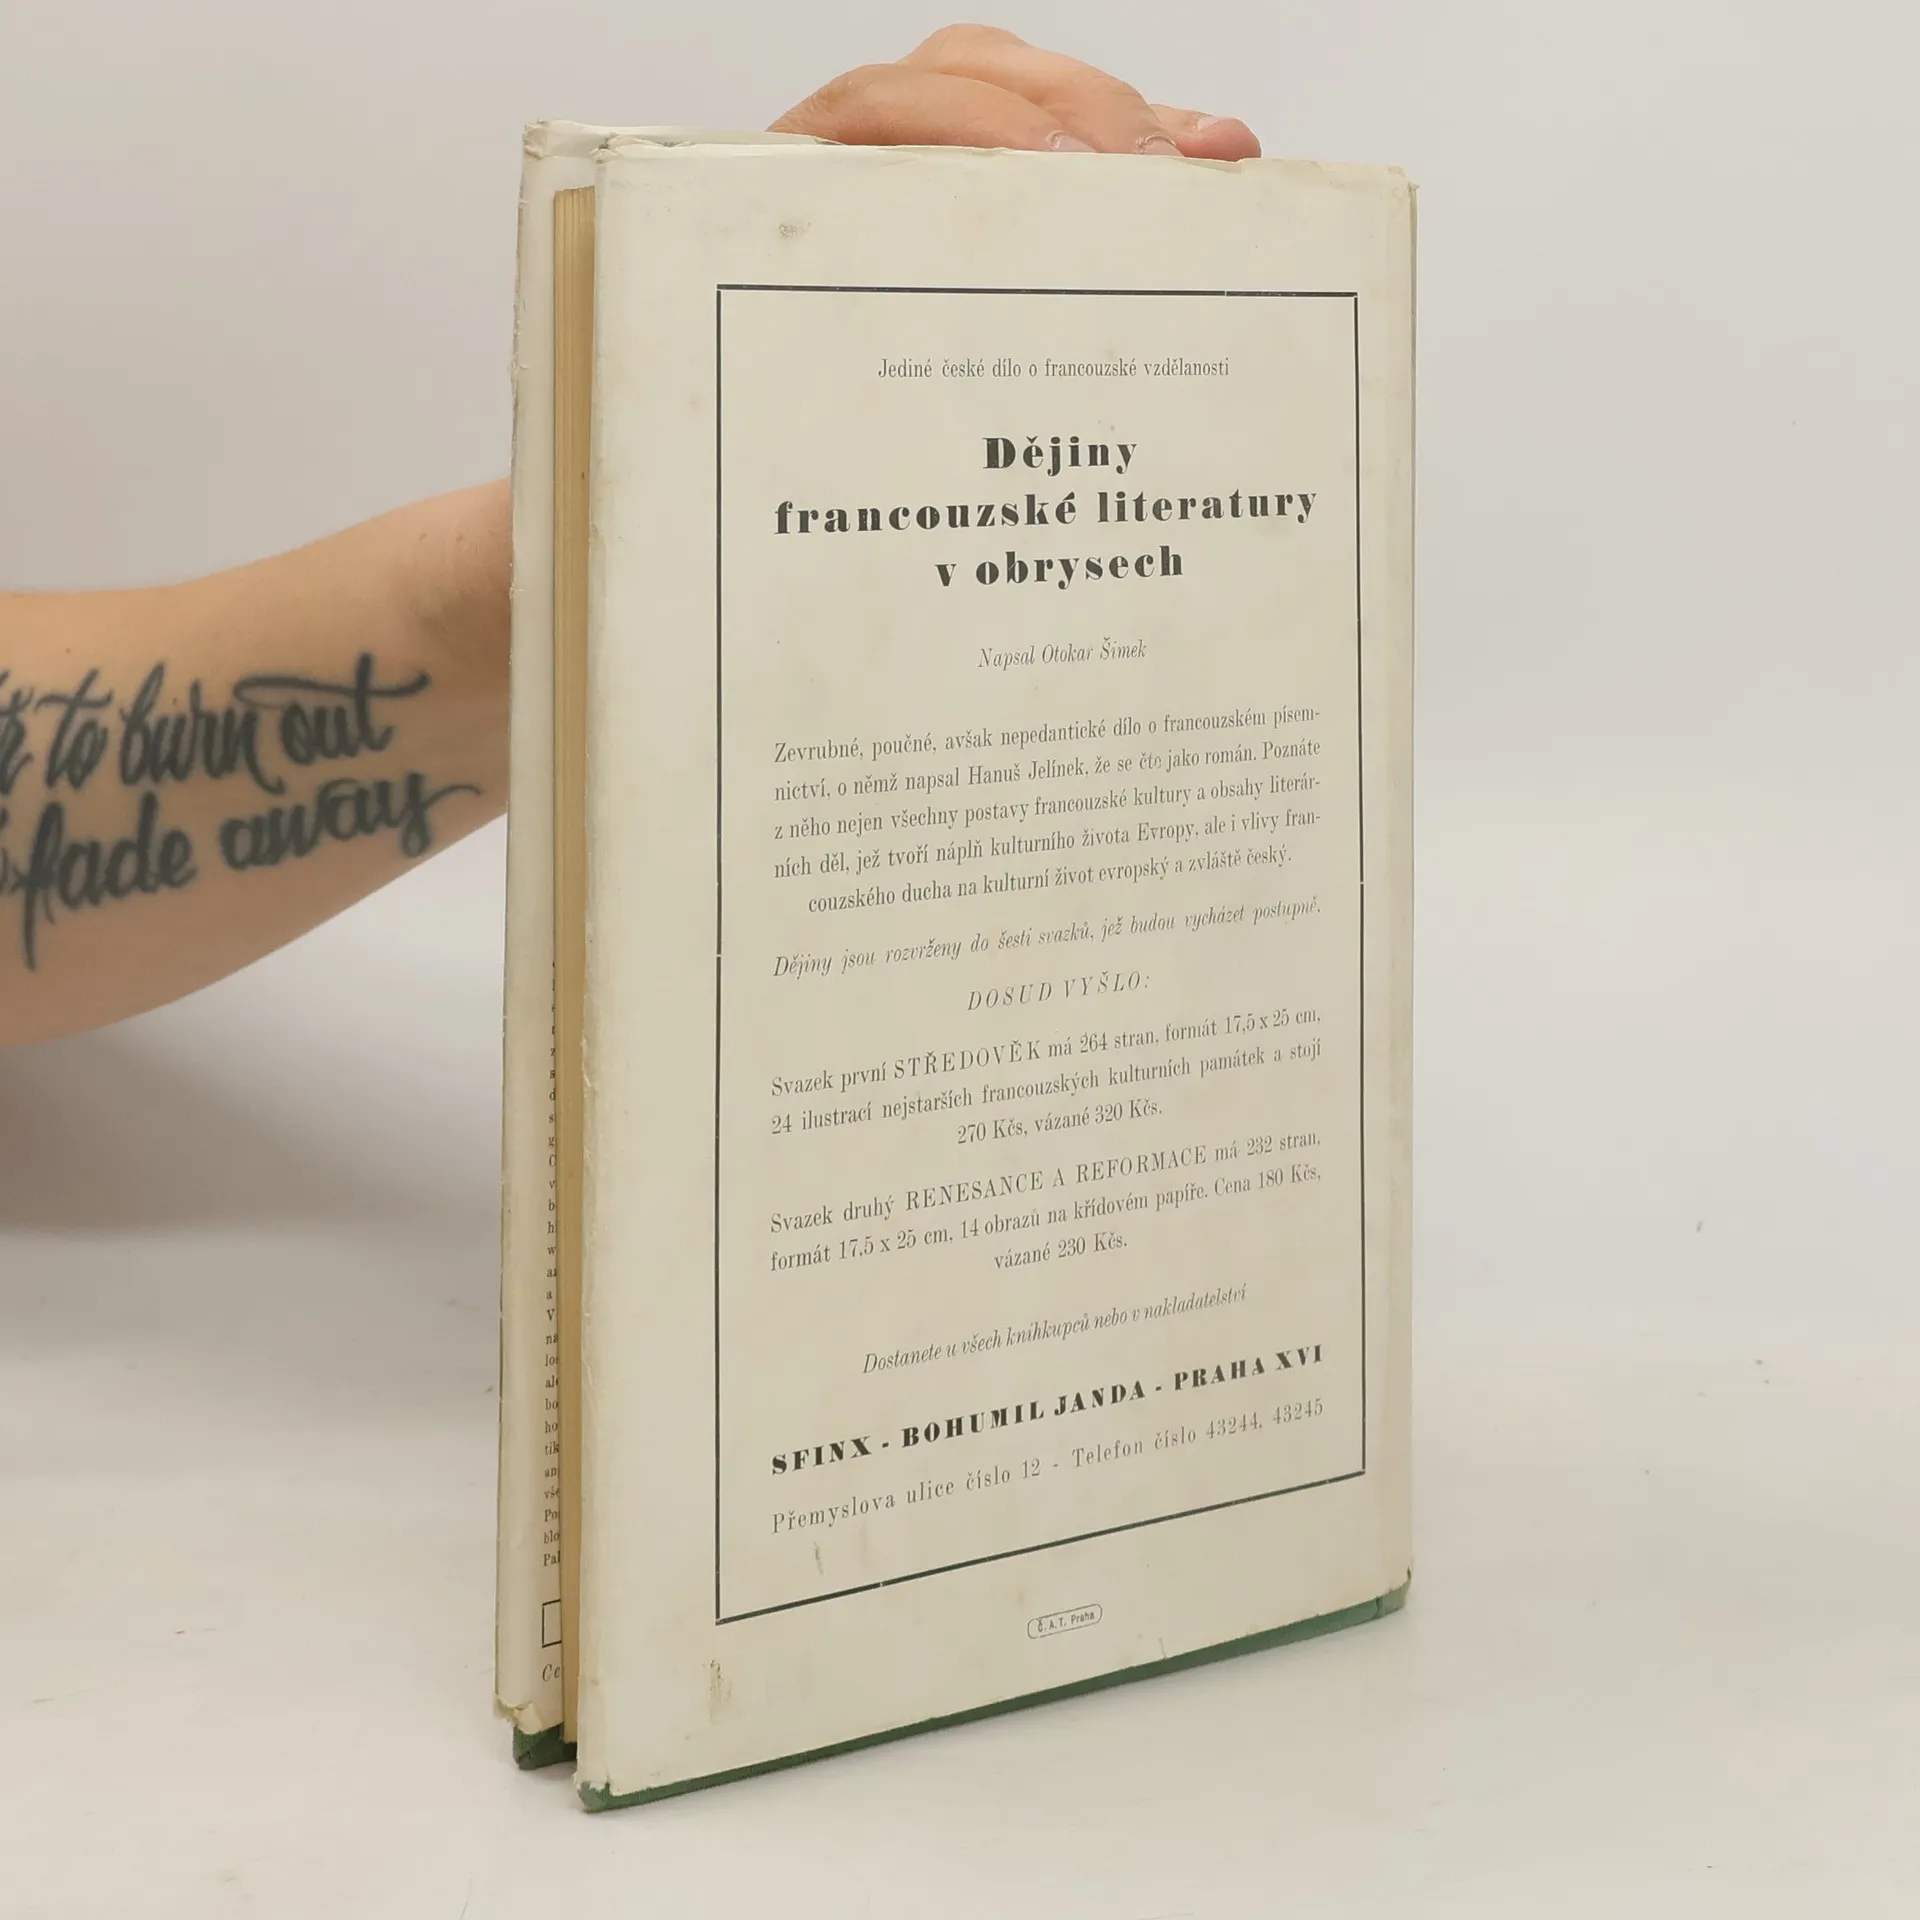 to burn out
fade away
Jediné české dílo o francouzské vzdělanosti
Dějiny
francouzské literatury
v obrysech
Napsal Otokar Šimek
Zevrubné, poučné, avšak nepedantické dílo o francouzském písem-
nictví, o němž napsal Hanuš Jelínek, že se čte jako román. Poznáte
z něho nejen všechny postavy francouzské kultury a obsahy literár-
ních děl, jež tvoří náplň kulturního života Evropy, ale i vlivy fran-
couzského ducha na kulturní život evropský a zvláště český.
Dějiny jsou rozvrženy do šesti svazků, jež budou vycházet postupně.
DOSUD VYŠLO:
Svazek první STŘEDOVĚK má 264 stran, formát 17,5 x 25 cm,
24 ilustrací nejstarších francouzských kulturních památek a stojí
270 Kčs, vázané 320 Kčs.
Svazek druhý RENESANCE A REFORMACE má 232 stran,
formát 17,5 x 25 cm, 14 obrazů na křídovém papíře. Cena 180 Kčs,
vázané 230 Kčs.
Dostanete u všech knihkupců nebo v nakladatelství
SFINX - BOHUMIL JANDA - PRAHA XVI
Přemyslova ulice číslo 12 - Telefon číslo 43244, 43245
Č. A. T. Praha